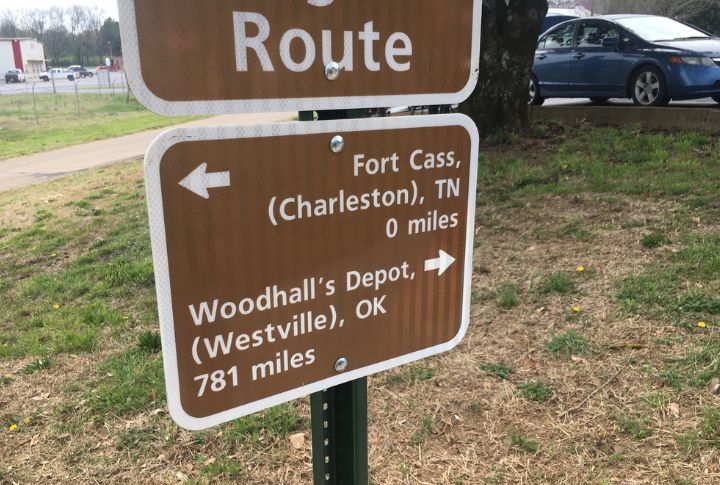 Route
Fort Cass,
(Charleston), TN
0 miles
Woodhall's Depot,
(Westville), OK
781 miles